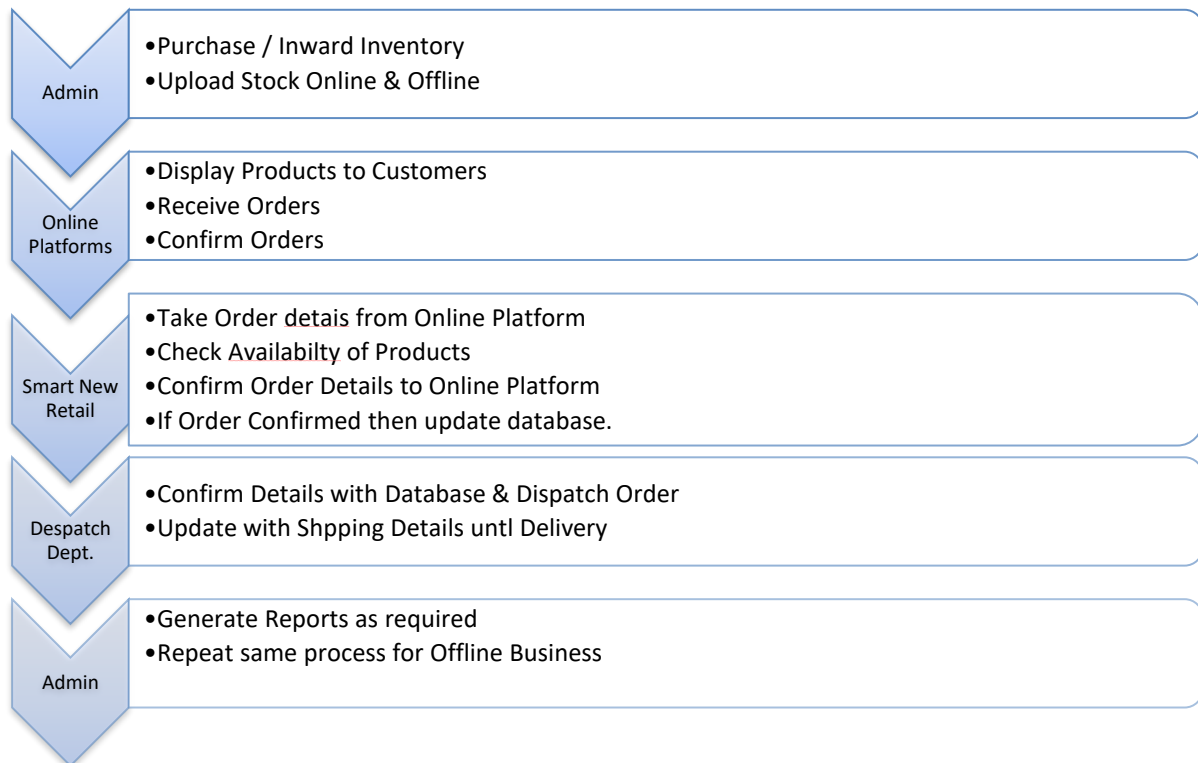 Admin
•Purchase / Inward Inventory
•Upload Stock Online & Offline
Online
Platforms
•Display Products to Customers
•Receive Orders
•Confirm Orders
Smart New
Retail
•Take Order detais from Online Platform
•Check Availabilty of Products
•Confirm Order Details to Online Platform
•If Order Confirmed then update database.
Despatch
Dept.
•Confirm Details with Database & Dispatch Order
•Update with Shpping Details untl Delivery
Admin
•Generate Reports as required
•Repeat same process for Offline Business